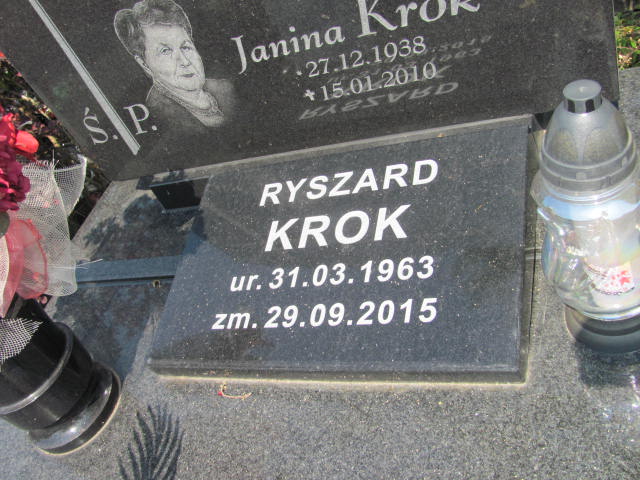 Ś. P.
Janina Krok
27.12.1938
+ 15.01.2010
RYSZARD
KROK
ur. 31.03.1963
zm. 29.09.2015